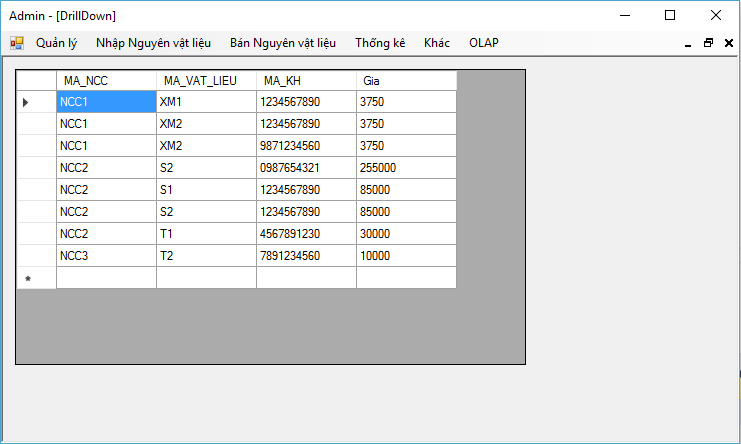 Admin - [DrillDown]
Quản lý Nhập Nguyên vật liệu Bán Nguyên vật liệu Thống kê Khác OLAP
MA_NCC MA_VAT_LIEU MA_KH Gia
NCC1 XM1 1234567890 3750
NCC1 XM2 1234567890 3750
NCC1 XM2 9871234560 3750
NCC2 S2 0987654321 255000
NCC2 S1 1234567890 85000
NCC2 S2 1234567890 85000
NCC2 T1 4567891230 30000
NCC3 T2 7891234560 10000